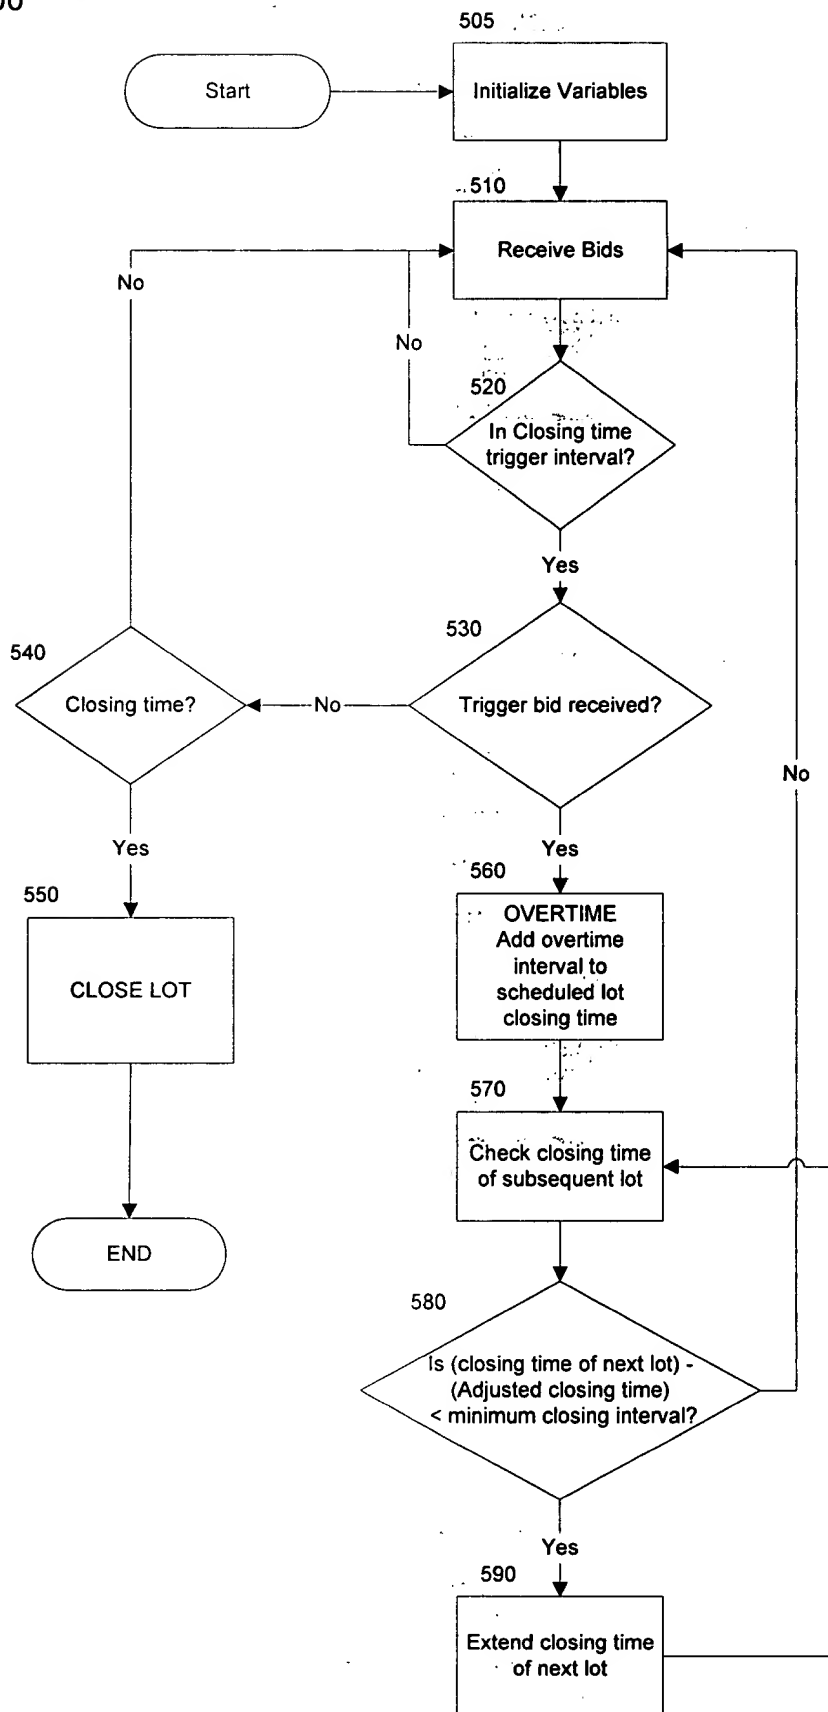 505
Start
Initialize Variables
510
Receive Bids
No
No
520
In Closing time
trigger interval?
Yes
530
540
Closing time?
No
Trigger bid received?
No
Yes
Yes
550
560
CLOSE LOT
OVERTIME
Add overtime
interval to
scheduled lot
closing time
570
Check closing time
of subsequent lot
END
580
Is (closing time of next lot) -
(Adjusted closing time)
< minimum closing interval?
Yes
590
Extend closing time
of next lot